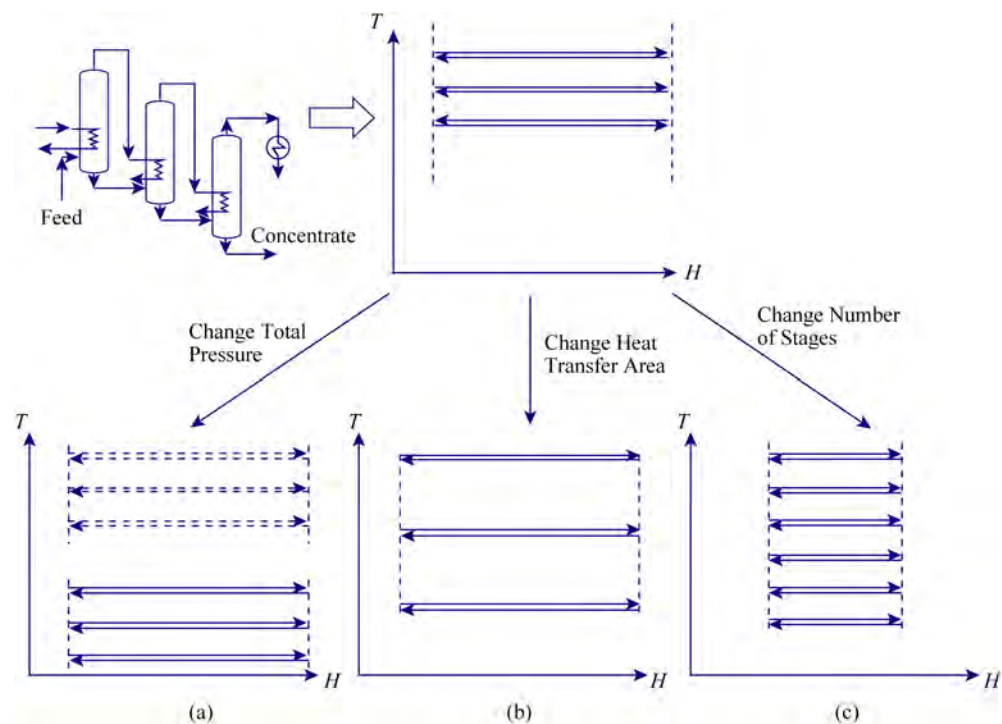 T
Feed
Concentrate
H
Change Total
Pressure
Change Heat
Transfer Area
Change Number
of Stages
T
T
T
H
H
H
(a)
(b)
(c)